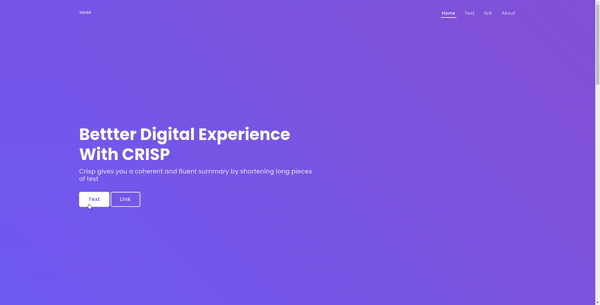 CRISP
Home Text link About
Bettter Digital Experience
With CRISP
Crisp gives you a coherent and fluent summary by shortening long pieces
of text
Text Link